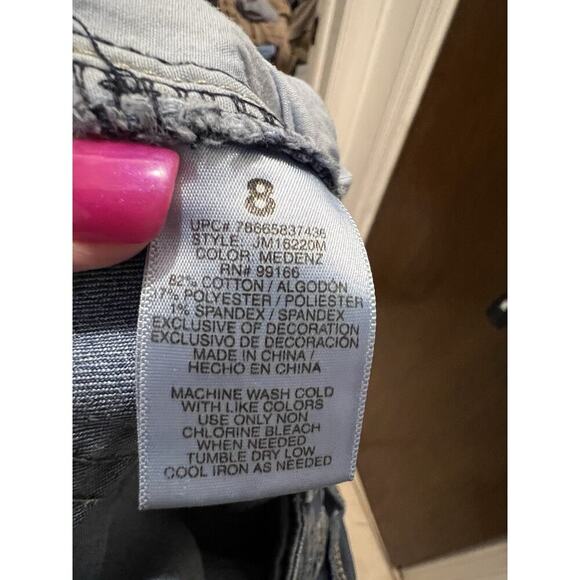 8
UPC# 78665837436
STYLE: JM16220M
COLOR: MEDENZ
RN# 99166
82% COTTON / ALGODÓN
17% POLYESTER / PÓLIESTER
1% SPANDEX / SPANDEX
EXCLUSIVE OF DECORATION
EXCLUSIVO DE DECORACIÓN
MADE IN CHINA /
HECHO EN CHINA
MACHINE WASH COLD
WITH LIKE COLORS
USE ONLY NON
CHLORINE BLEACH
WHEN NEEDED
TUMBLE DRY LOW
COOL IRON AS NEEDED